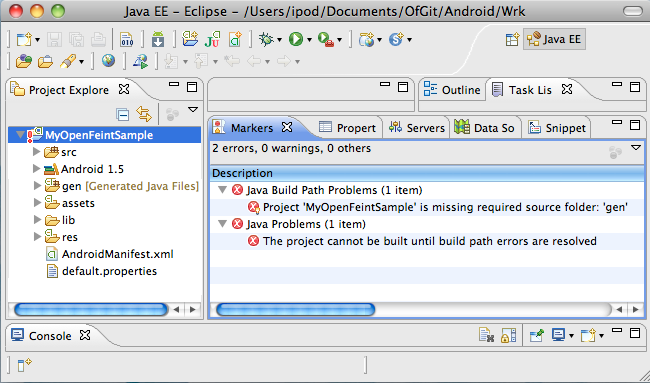 Java EE - Eclipse - /Users/ipod/Documents/OfGit/Android/Wrk
Java EE
Project Explore
Outline
Task Lis
MyOpenFeintSample
src
Android 1.5
gen [Generated Java Files]
assets
lib
res
AndroidManifest.xml
default.properties
Markers
Propert
Servers
Data So
Snippet
2 errors, 0 warnings, 0 others
Description
Java Build Path Problems (1 item)
Project 'MyOpenFeintSample' is missing required source folder: 'gen'
Java Problems (1 item)
The project cannot be built until build path errors are resolved
Console